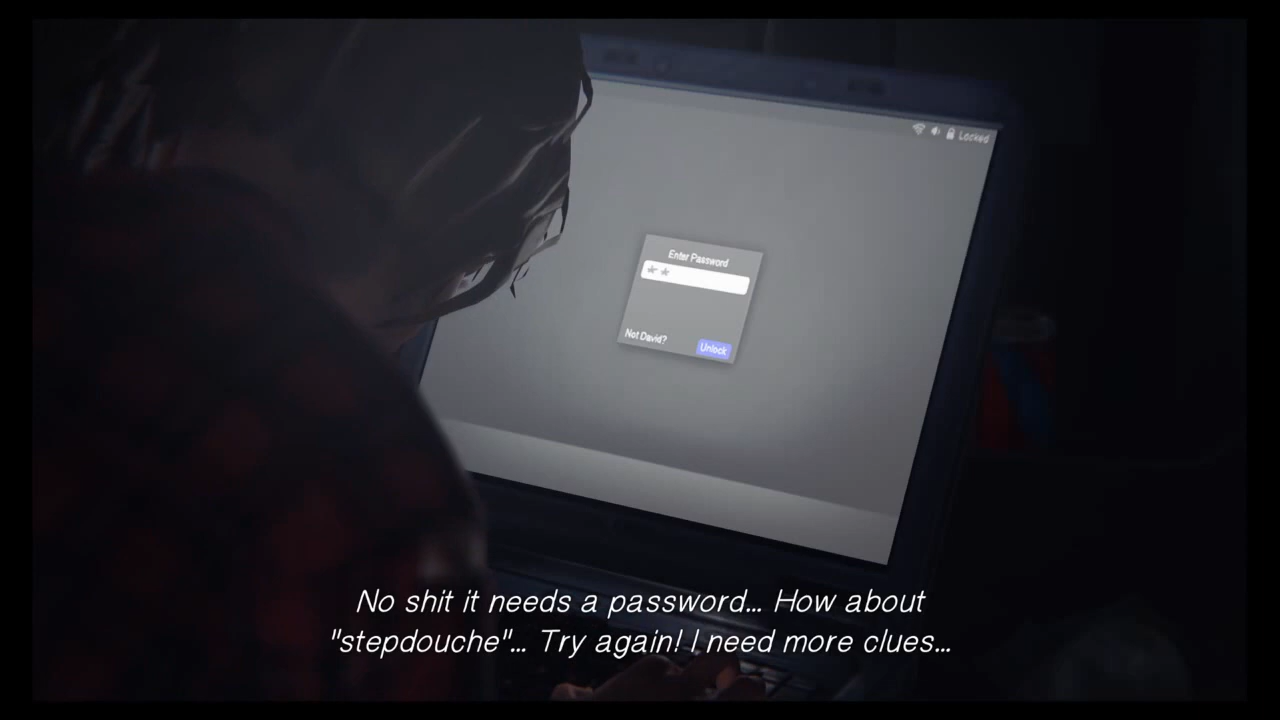 Locked
Enter Password
**
Not David?
Unlock
No shit it needs a password... How about
"stepdouche"... Try again! I need more clues...